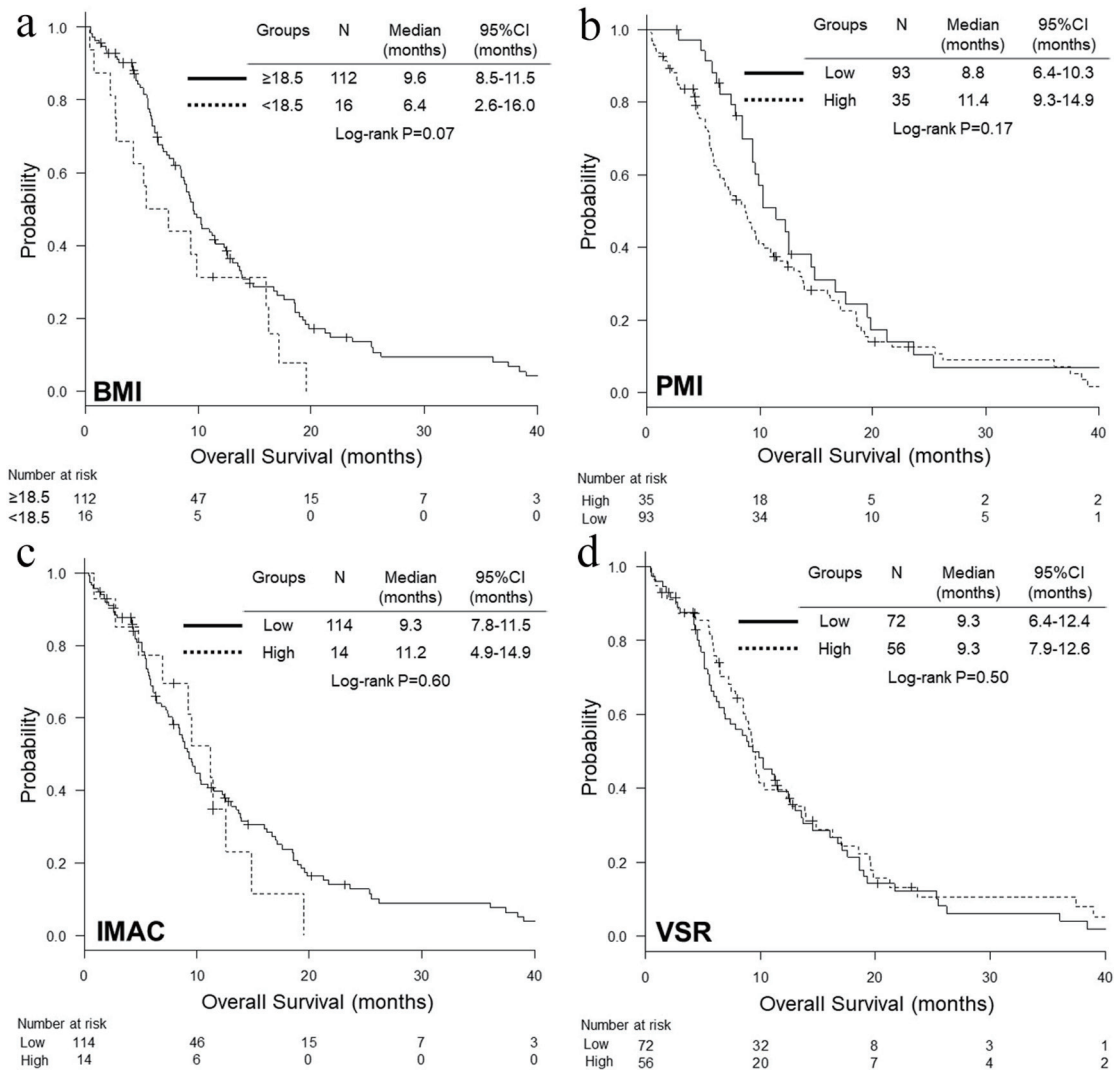 a
Groups N Median (months) 95%CI (months)
≥18.5 112 9.6 8.5-11.5
<18.5 16 6.4 2.6-16.0
Log-rank P=0.07
Probability
1.0
0.8
0.6
0.4
0.2
0.0
BMI
0 10 20 30 40
Overall Survival (months)
Number at risk
≥18.5 112 47 15 7 3
<18.5 16 5 0 0 0
b
Groups N Median (months) 95%CI (months)
Low 93 8.8 6.4-10.3
High 35 11.4 9.3-14.9
Log-rank P=0.17
Probability
1.0
0.8
0.6
0.4
0.2
0.0
PMI
0 10 20 30 40
Overall Survival (months)
Number at risk
High 35 18 5 2 2
Low 93 34 10 5 1
c
Groups N Median (months) 95%CI (months)
Low 114 9.3 7.8-11.5
High 14 11.2 4.9-14.9
Log-rank P=0.60
Probability
1.0
0.8
0.6
0.4
0.2
0.0
IMAC
0 10 20 30 40
Overall Survival (months)
Number at risk
Low 114 46 15 7 3
High 14 6 0 0 0
d
Groups N Median (months) 95%CI (months)
Low 72 9.3 6.4-12.4
High 56 9.3 7.9-12.6
Log-rank P=0.50
Probability
1.0
0.8
0.6
0.4
0.2
0.0
VSR
0 10 20 30 40
Overall Survival (months)
Number at risk
Low 72 32 8 3 1
High 56 20 7 4 2